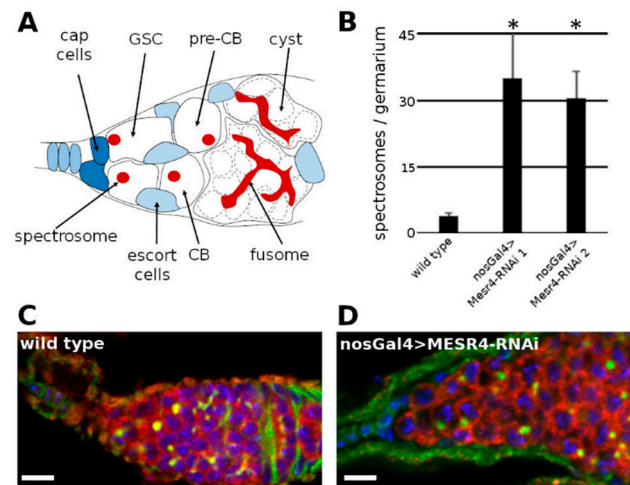 A
cap
cells
GSC
pre-CB
cyst
spectrosome
escort
cells
CB
fusome
B
spectrosomes / germarium
45
30
15
0
*
*
wild type
nosGal4>
Mesr4-RNAi 1
nosGal4>
Mesr4-RNAi 2
C
wild type
D
nosGal4>MESR4-RNAi